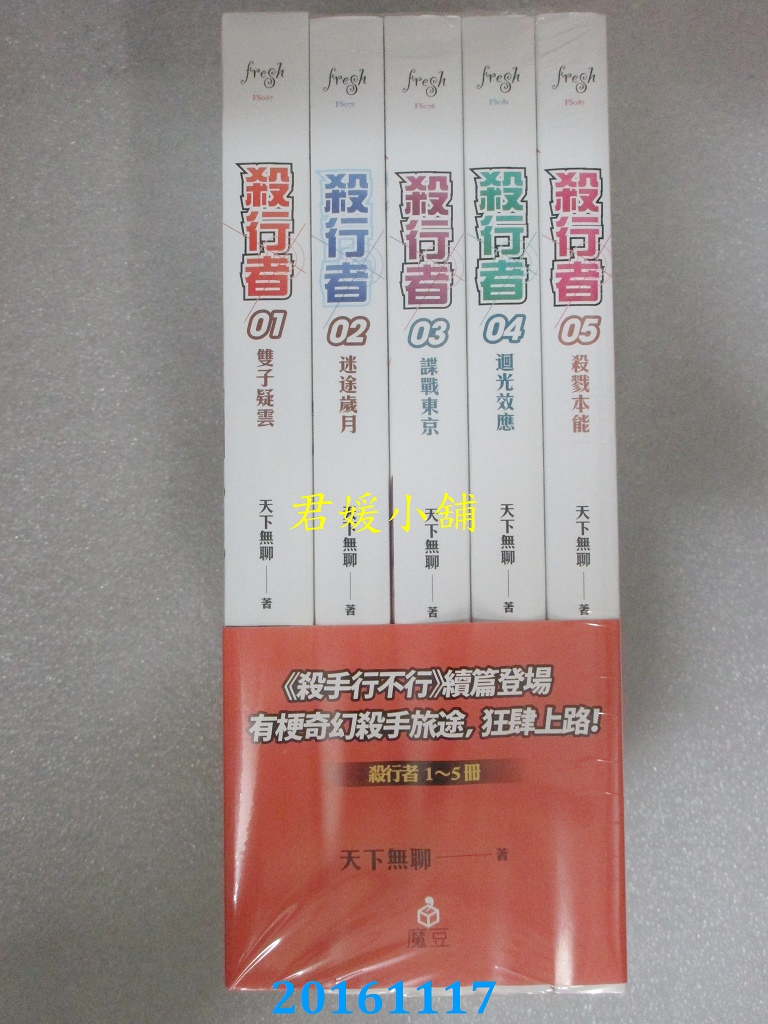 fresh
FS067
殺行者
01
雙子疑雲
天下無聊——著
fresh
FS072
殺行者
02
迷途歲月
天下無聊——著
fresh
FS076
殺行者
03
諜戰東京
天下無聊——著
fresh
FS081
殺行者
04
迴光效應
天下無聊——著
fresh
FS087
殺行者
05
殺戮本能
天下無聊——著
君媛小舖
《殺手行不行》續篇登場
有梗奇幻殺手旅途, 狂肆上路!
殺行者 1～5冊
天下無聊——著
魔豆
20161117